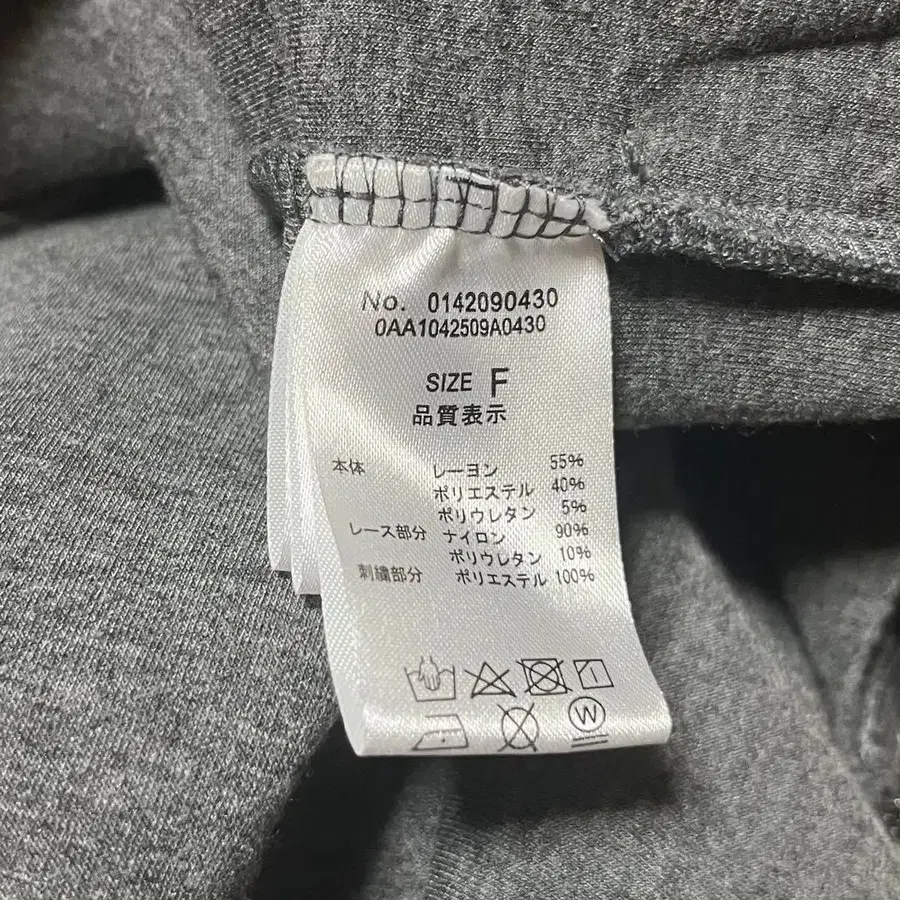 No. 0142090430
0AA1042509A0430
SIZE F
品質表示
本体 レーヨン 55%
ポリエステル 40%
ポリウレタン 5%
レース部分 ナイロン 90%
ポリウレタン 10%
刺繍部分 ポリエステル 100%
W